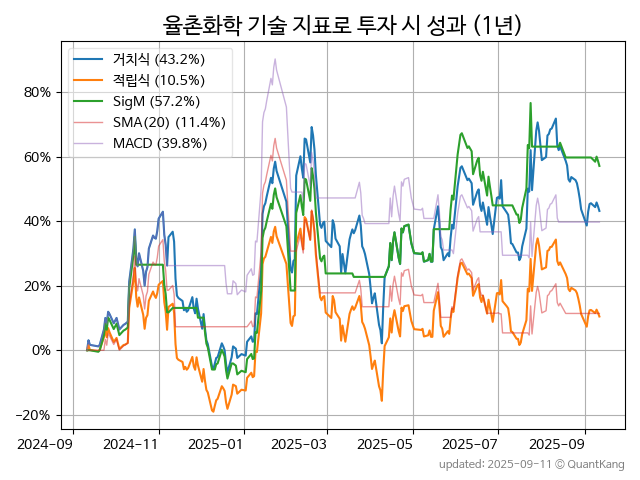 율촌화학 기술 지표로 투자 시 성과 (1년)
거치식 (43.2%)
적립식 (10.5%)
SigM (57.2%)
SMA(20) (11.4%)
MACD (39.8%)
80%
60%
40%
20%
0%
−20%
2024-09 2024-11 2025-01 2025-03 2025-05 2025-07 2025-09
updated: 2025-09-11 © QuantKang